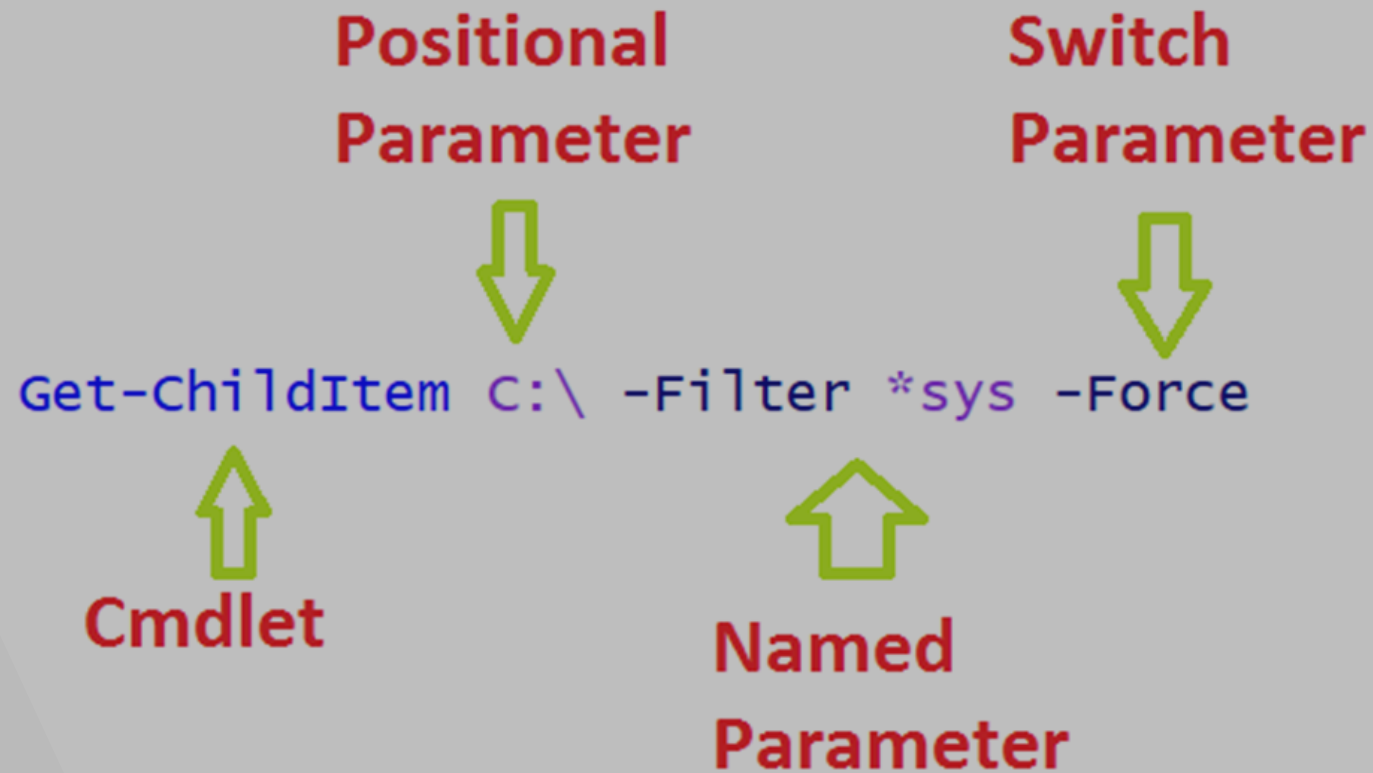 Positional
Parameter
Switch
Parameter
Get-ChildItem C:\ -Filter *sys -Force
Cmdlet
Named
Parameter